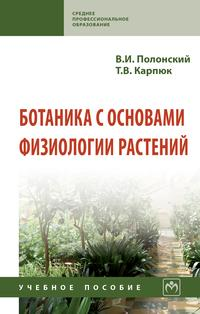 СРЕДНЕЕ
ПРОФЕССИОНАЛЬНОЕ
ОБРАЗОВАНИЕ
В.И. Полонский
Т.В. Карпюк
БОТАНИКА С ОСНОВАМИ
ФИЗИОЛОГИИ РАСТЕНИЙ
УЧЕБНОЕ ПОСОБИЕ